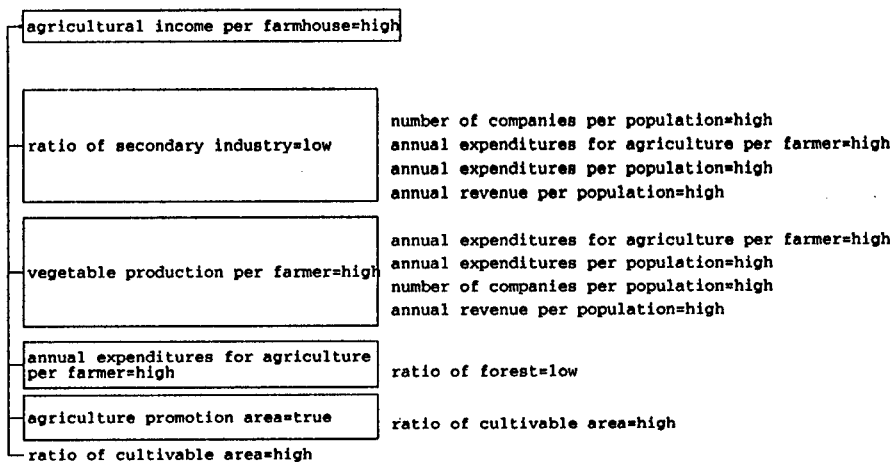 agricultural income per farmhouse=high
number of companies per population=high
annual expenditures for agriculture per farmer=high
ratio of secondary industry=low
annual expenditures per population=high
annual revenue per population=high
annual expenditures for agriculture per farmer=high
annual expenditures per population=high
vegetable production per farmer=high
number of companies per population=high
annual revenue per population=high
annual expenditures for agriculture
per farmer=high
ratio of forest=low
agriculture promotion area=true
ratio of cultivable area=high
ratio of cultivable area=high